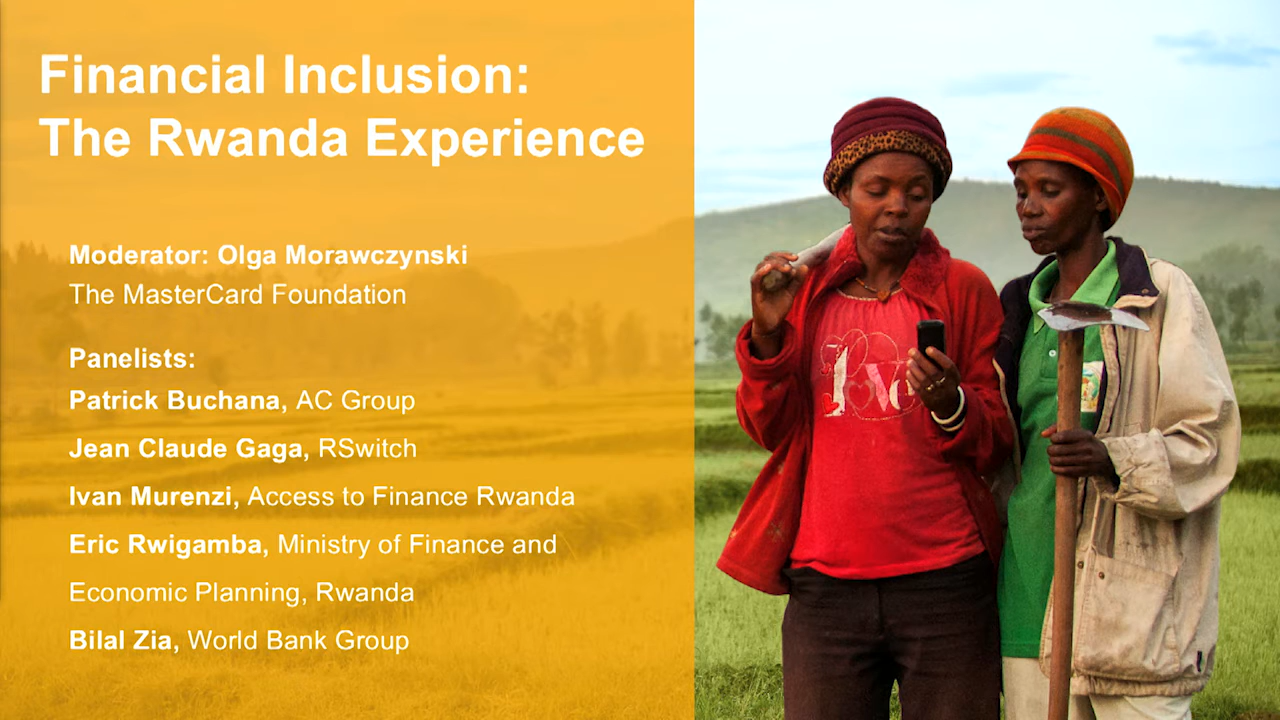 Financial Inclusion:
The Rwanda Experience
Moderator: Olga Morawczynski
The MasterCard Foundation
Panelists:
Patrick Buchana, AC Group
Jean Claude Gaga, RSwitch
Ivan Murenzi, Access to Finance Rwanda
Eric Rwigamba, Ministry of Finance and
Economic Planning, Rwanda
Bilal Zia, World Bank Group